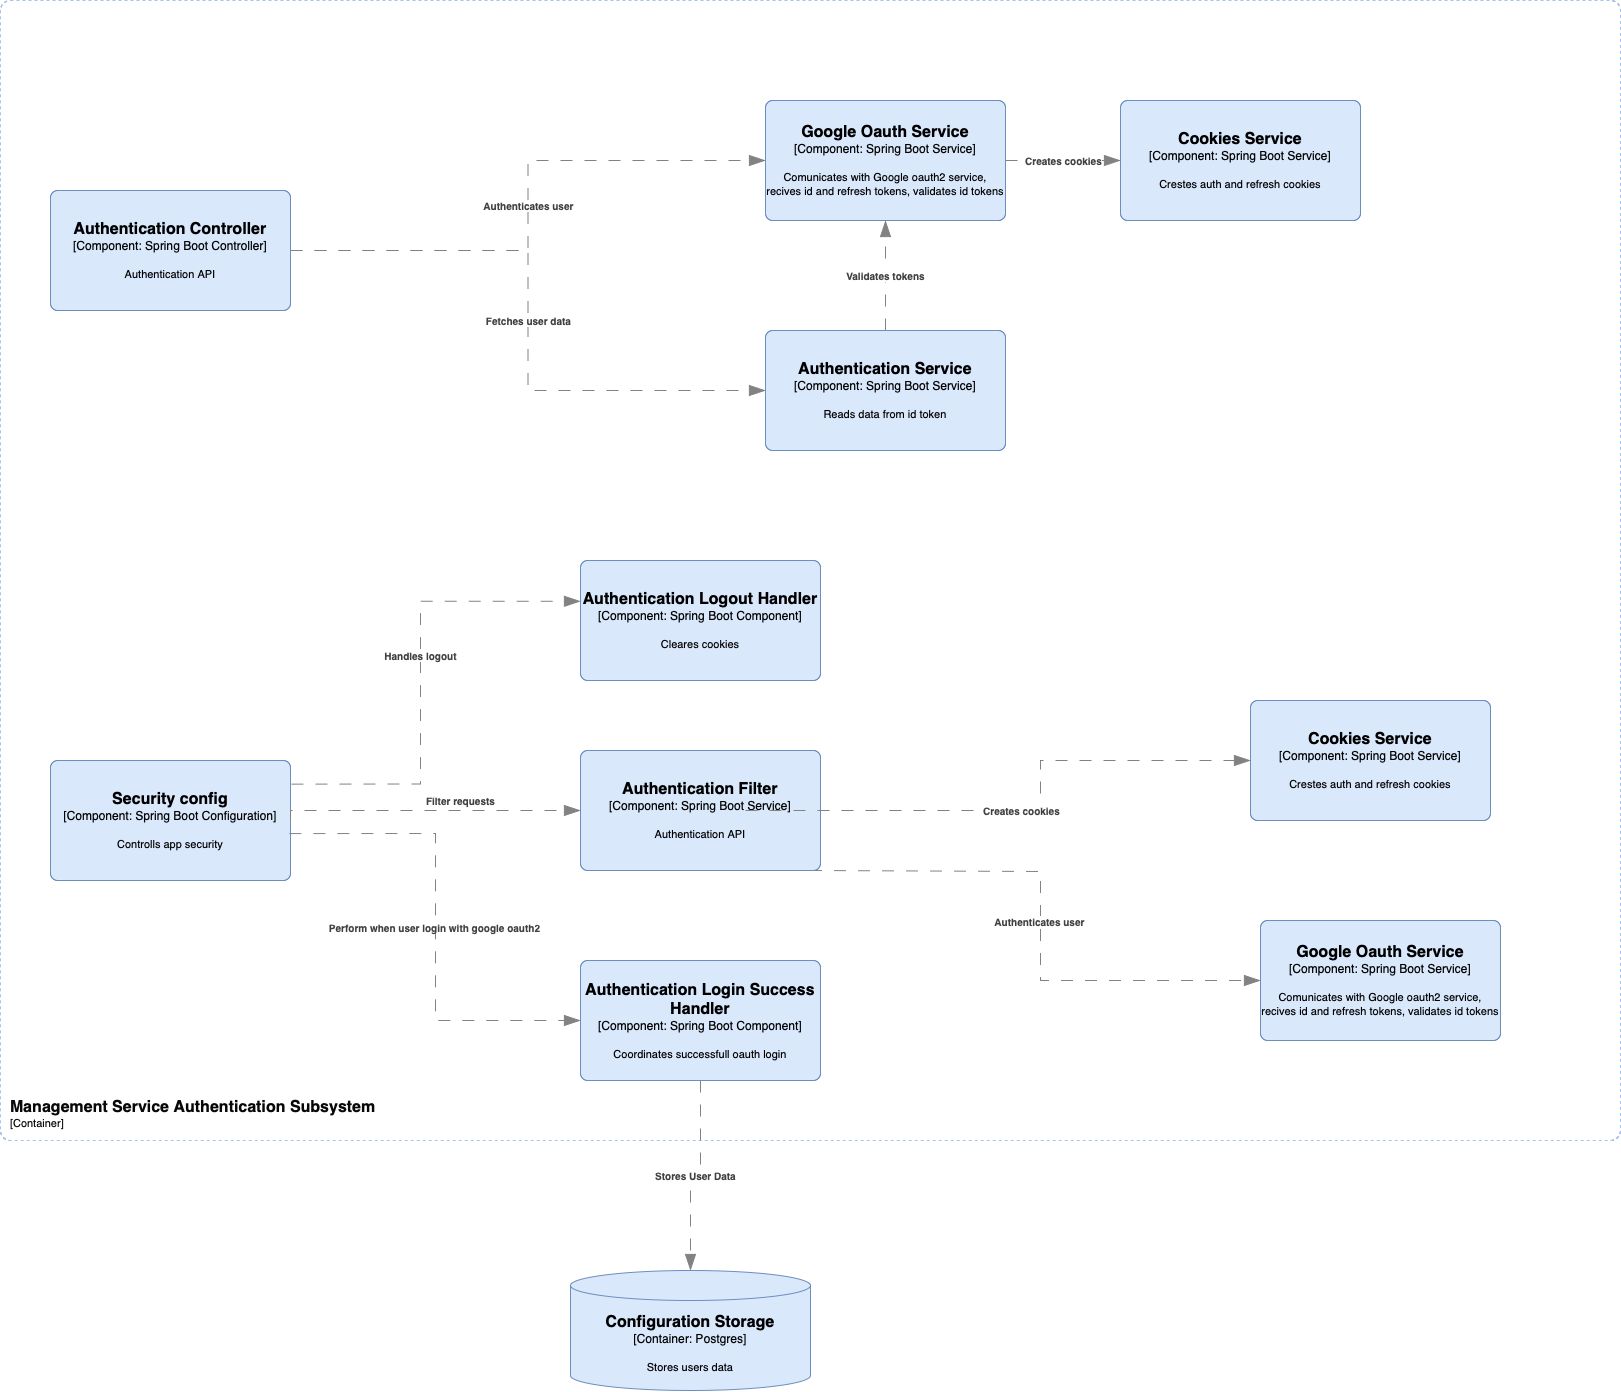 Google Oauth Service
[Component: Spring Boot Service]
Comunicates with Google oauth2 service,
recives id and refresh tokens, validates id tokens
Creates cookies
Cookies Service
[Component: Spring Boot Service]
Crestes auth and refresh cookies
Authentication Controller
[Component: Spring Boot Controller]
Authentication API
Authenticates user
Fetches user data
Validates tokens
Authentication Service
[Component: Spring Boot Service]
Reads data from id token
Authentication Logout Handler
[Component: Spring Boot Component]
Cleares cookies
Handles logout
Security config
[Component: Spring Boot Configuration]
Controlls app security
Filter requests
Authentication Filter
[Component: Spring Boot Service]
Authentication API
Creates cookies
Cookies Service
[Component: Spring Boot Service]
Crestes auth and refresh cookies
Authenticates user
Perform when user login with google oauth2
Google Oauth Service
[Component: Spring Boot Service]
Comunicates with Google oauth2 service,
recives id and refresh tokens, validates id tokens
Authentication Login Success
Handler
[Component: Spring Boot Component]
Coordinates successfull oauth login
Management Service Authentication Subsystem
[Container]
Stores User Data
Configuration Storage
[Container: Postgres]
Stores users data